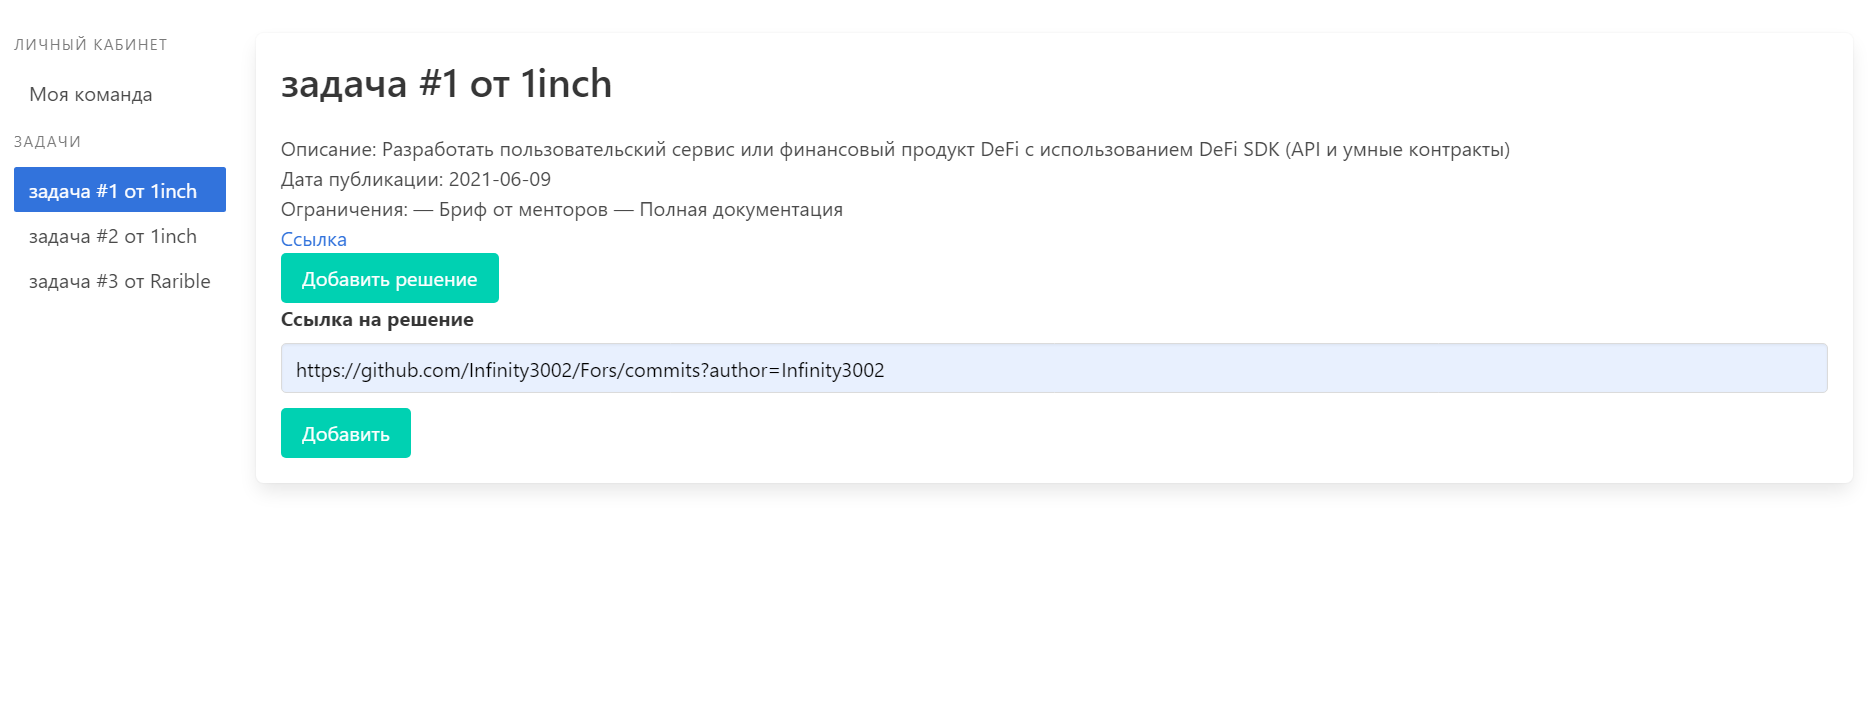 ЛИЧНЫЙ КАБИНЕТ
Моя команда
ЗАДАЧИ
задача #1 от 1inch
задача #2 от 1inch
задача #3 от Rarible
задача #1 от 1inch
Описание: Разработать пользовательский сервис или финансовый продукт DeFi с использованием DeFi SDK (API и умные контракты)
Дата публикации: 2021-06-09
Ограничения: — Бриф от менторов — Полная документация
Ссылка
Добавить решение
Ссылка на решение
https://github.com/Infinity3002/Fors/commits?author=Infinity3002
Добавить